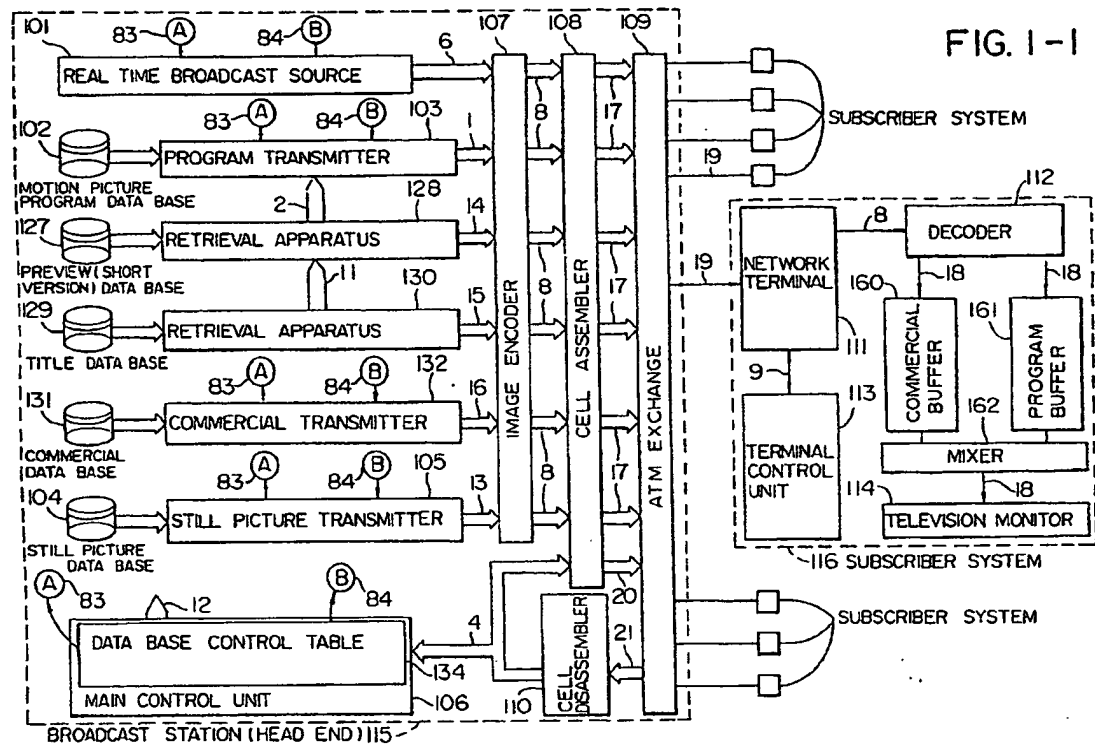 FIG. 1-1
101
83
A
84
B
6
107
108
109
REAL TIME BROADCAST SOURCE
8
17
SUBSCRIBER SYSTEM
102
83
A
84
B
103
1
PROGRAM TRANSMITTER
8
17
19
MOTION PICTURE
PROGRAM DATA BASE
2
128
127
14
RETRIEVAL APPARATUS
PREVIEW(SHORT
VERSION)DATA BASE
11
130
8
17
1129
15
RETRIEVAL APPARATUS
TITLE DATA BASE
IMAGE ENCODER
CELL ASSEMBLER
ATM EXCHANGE
19
112
8
DECODER
NETWORK
TERMINAL
18
18
160
161
111
9
113
COMMERCIAL
BUFFER
PROGRAM
BUFFER
162
TERMINAL CONTROL
UNIT
MIXER
114
18
TELEVISION MONITOR
116 SUBSCRIBER SYSTEM
131
83
A
84
B
132
16
COMMERCIAL TRANSMITTER
COMMERCIAL
DATA BASE
8
17
104
83
A
84
B
105
13
STILL PICTURE TRANSMITTER
8
17
STILL PICTURE
DATA BASE
A
83
12
B
84
4
20
DATA BASE CONTROL TABLE
134
MAIN CONTROL UNIT
106
110
CELL
DISASSEMBLER
21
SUBSCRIBER SYSTEM
BROADCAST STATION(HEAD END)115